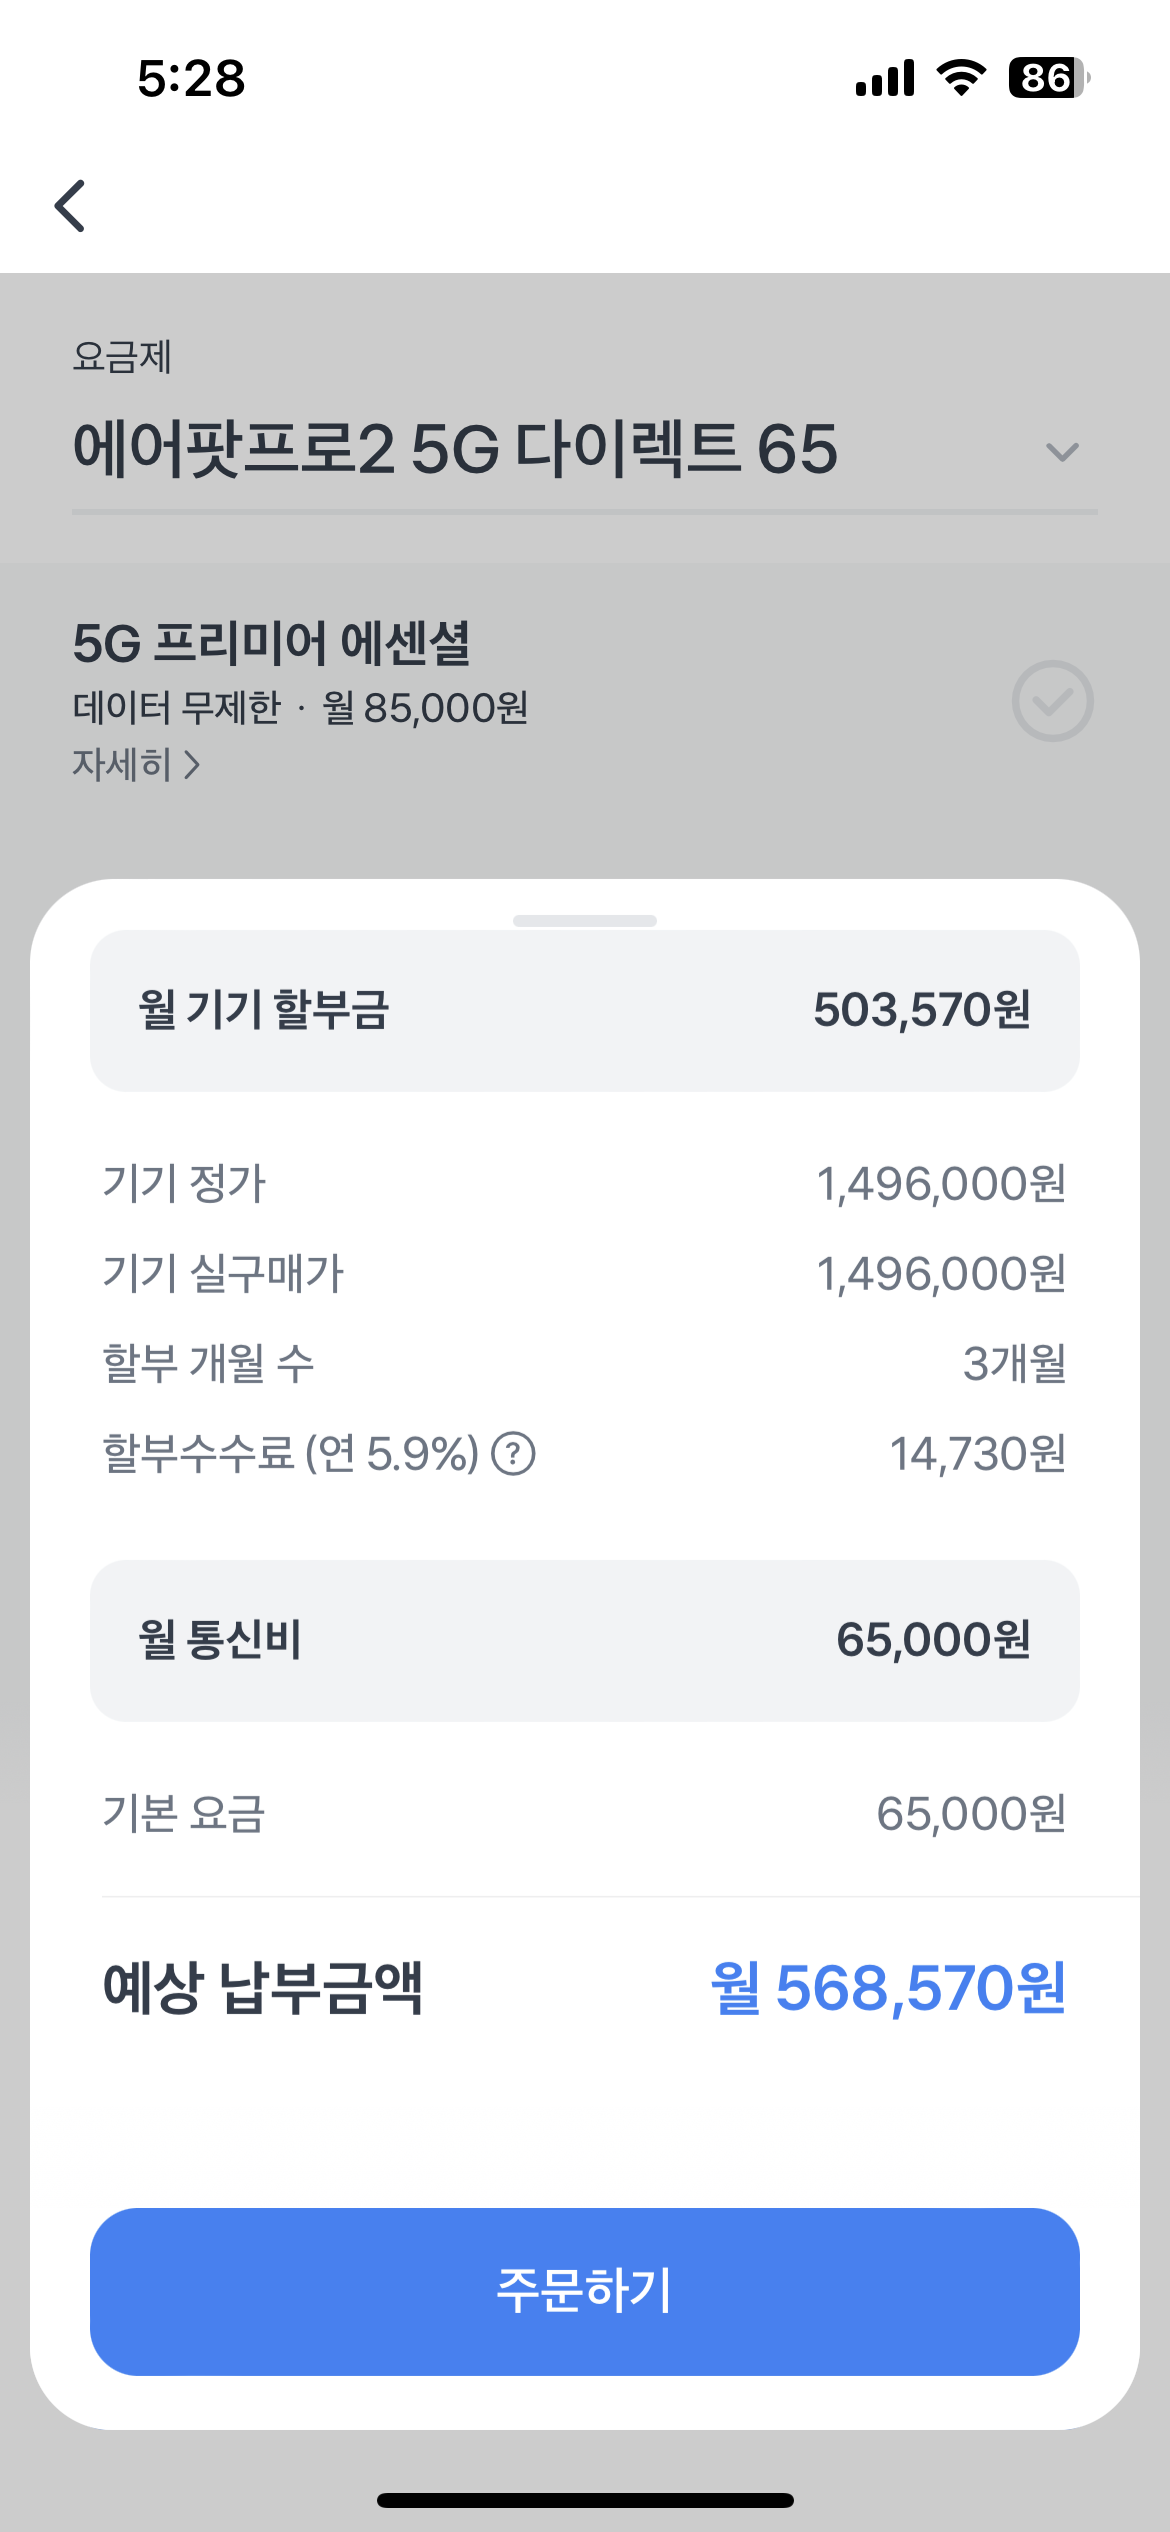 5:28
86
요금제
에어팟프로2 5G 다이렉트 65
5G 프리미어 에센셜
데이터 무제한 · 월 85,000원
자세히 >
월 기기 할부금 503,570원
기기 정가 1,496,000원
기기 실구매가 1,496,000원
할부 개월 수 3개월
할부수수료 (연 5.9%) ? 14,730원
월 통신비 65,000원
기본 요금 65,000원
예상 납부금액 월 568,570원
주문하기